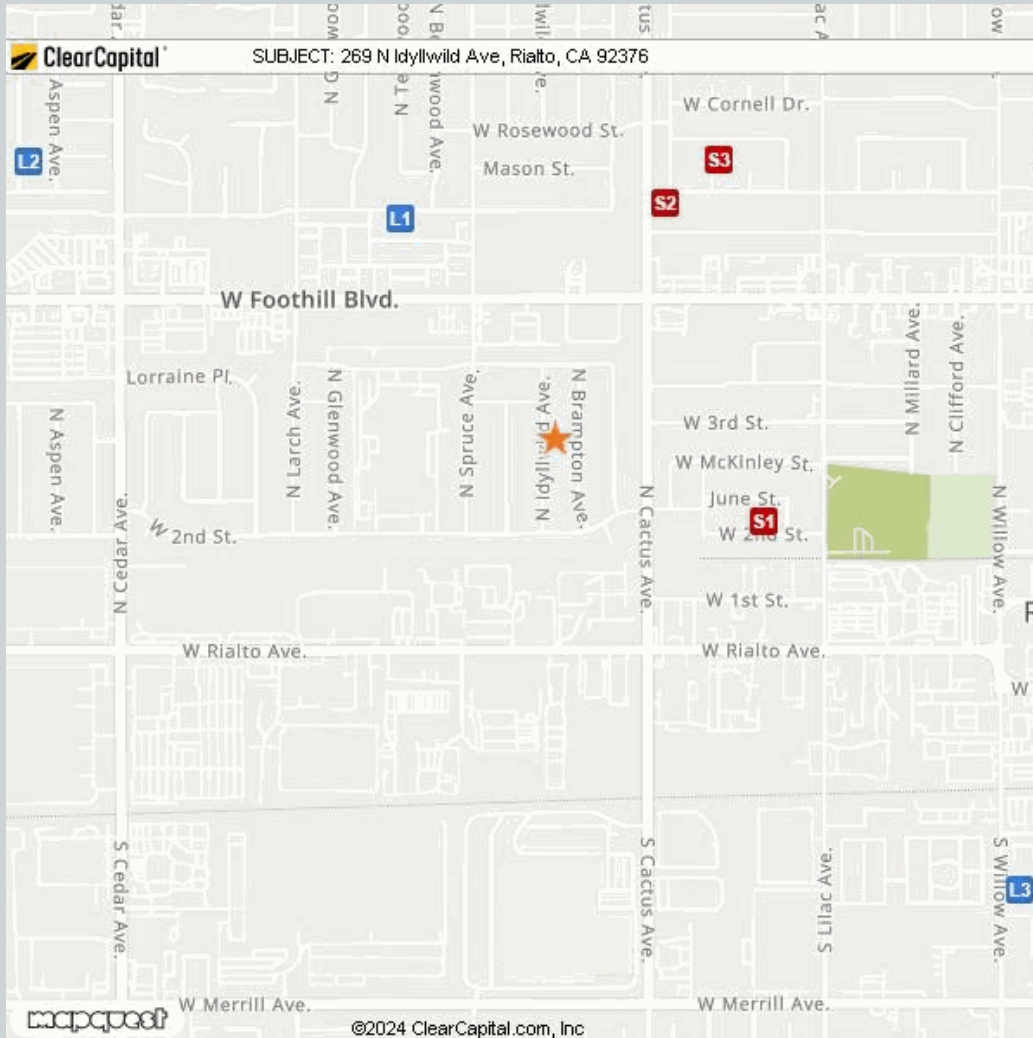 ClearCapital
SUBJECT: 269 N Idyllwild Ave, Rialto, CA 92376
Aspen Ave.
N Te
W Cornell Dr.
W Rosewood St.
Mason St.
L2
S3
S2
L1
W Foothill Blvd.
Lorraine Pl.
N Aspen Ave.
N Larch Ave.
N Glenwood Ave.
N Spruce Ave.
N Brampton Ave.
W 3rd St.
N Millard Ave.
N Clifford Ave.
W McKinley St.
June St.
S1
W 2nd St.
W 2nd St.
N Cedar Ave.
N Cactus Ave.
N Willow Ave.
W 1st St.
W Rialto Ave.
W Rialto Ave.
W
S Cedar Ave.
S Cactus Ave.
S Lilac Ave.
S Willow Ave.
L3
W Merrill Ave.
W Merrill Ave.
mapquest
©2024 ClearCapital.com, Inc